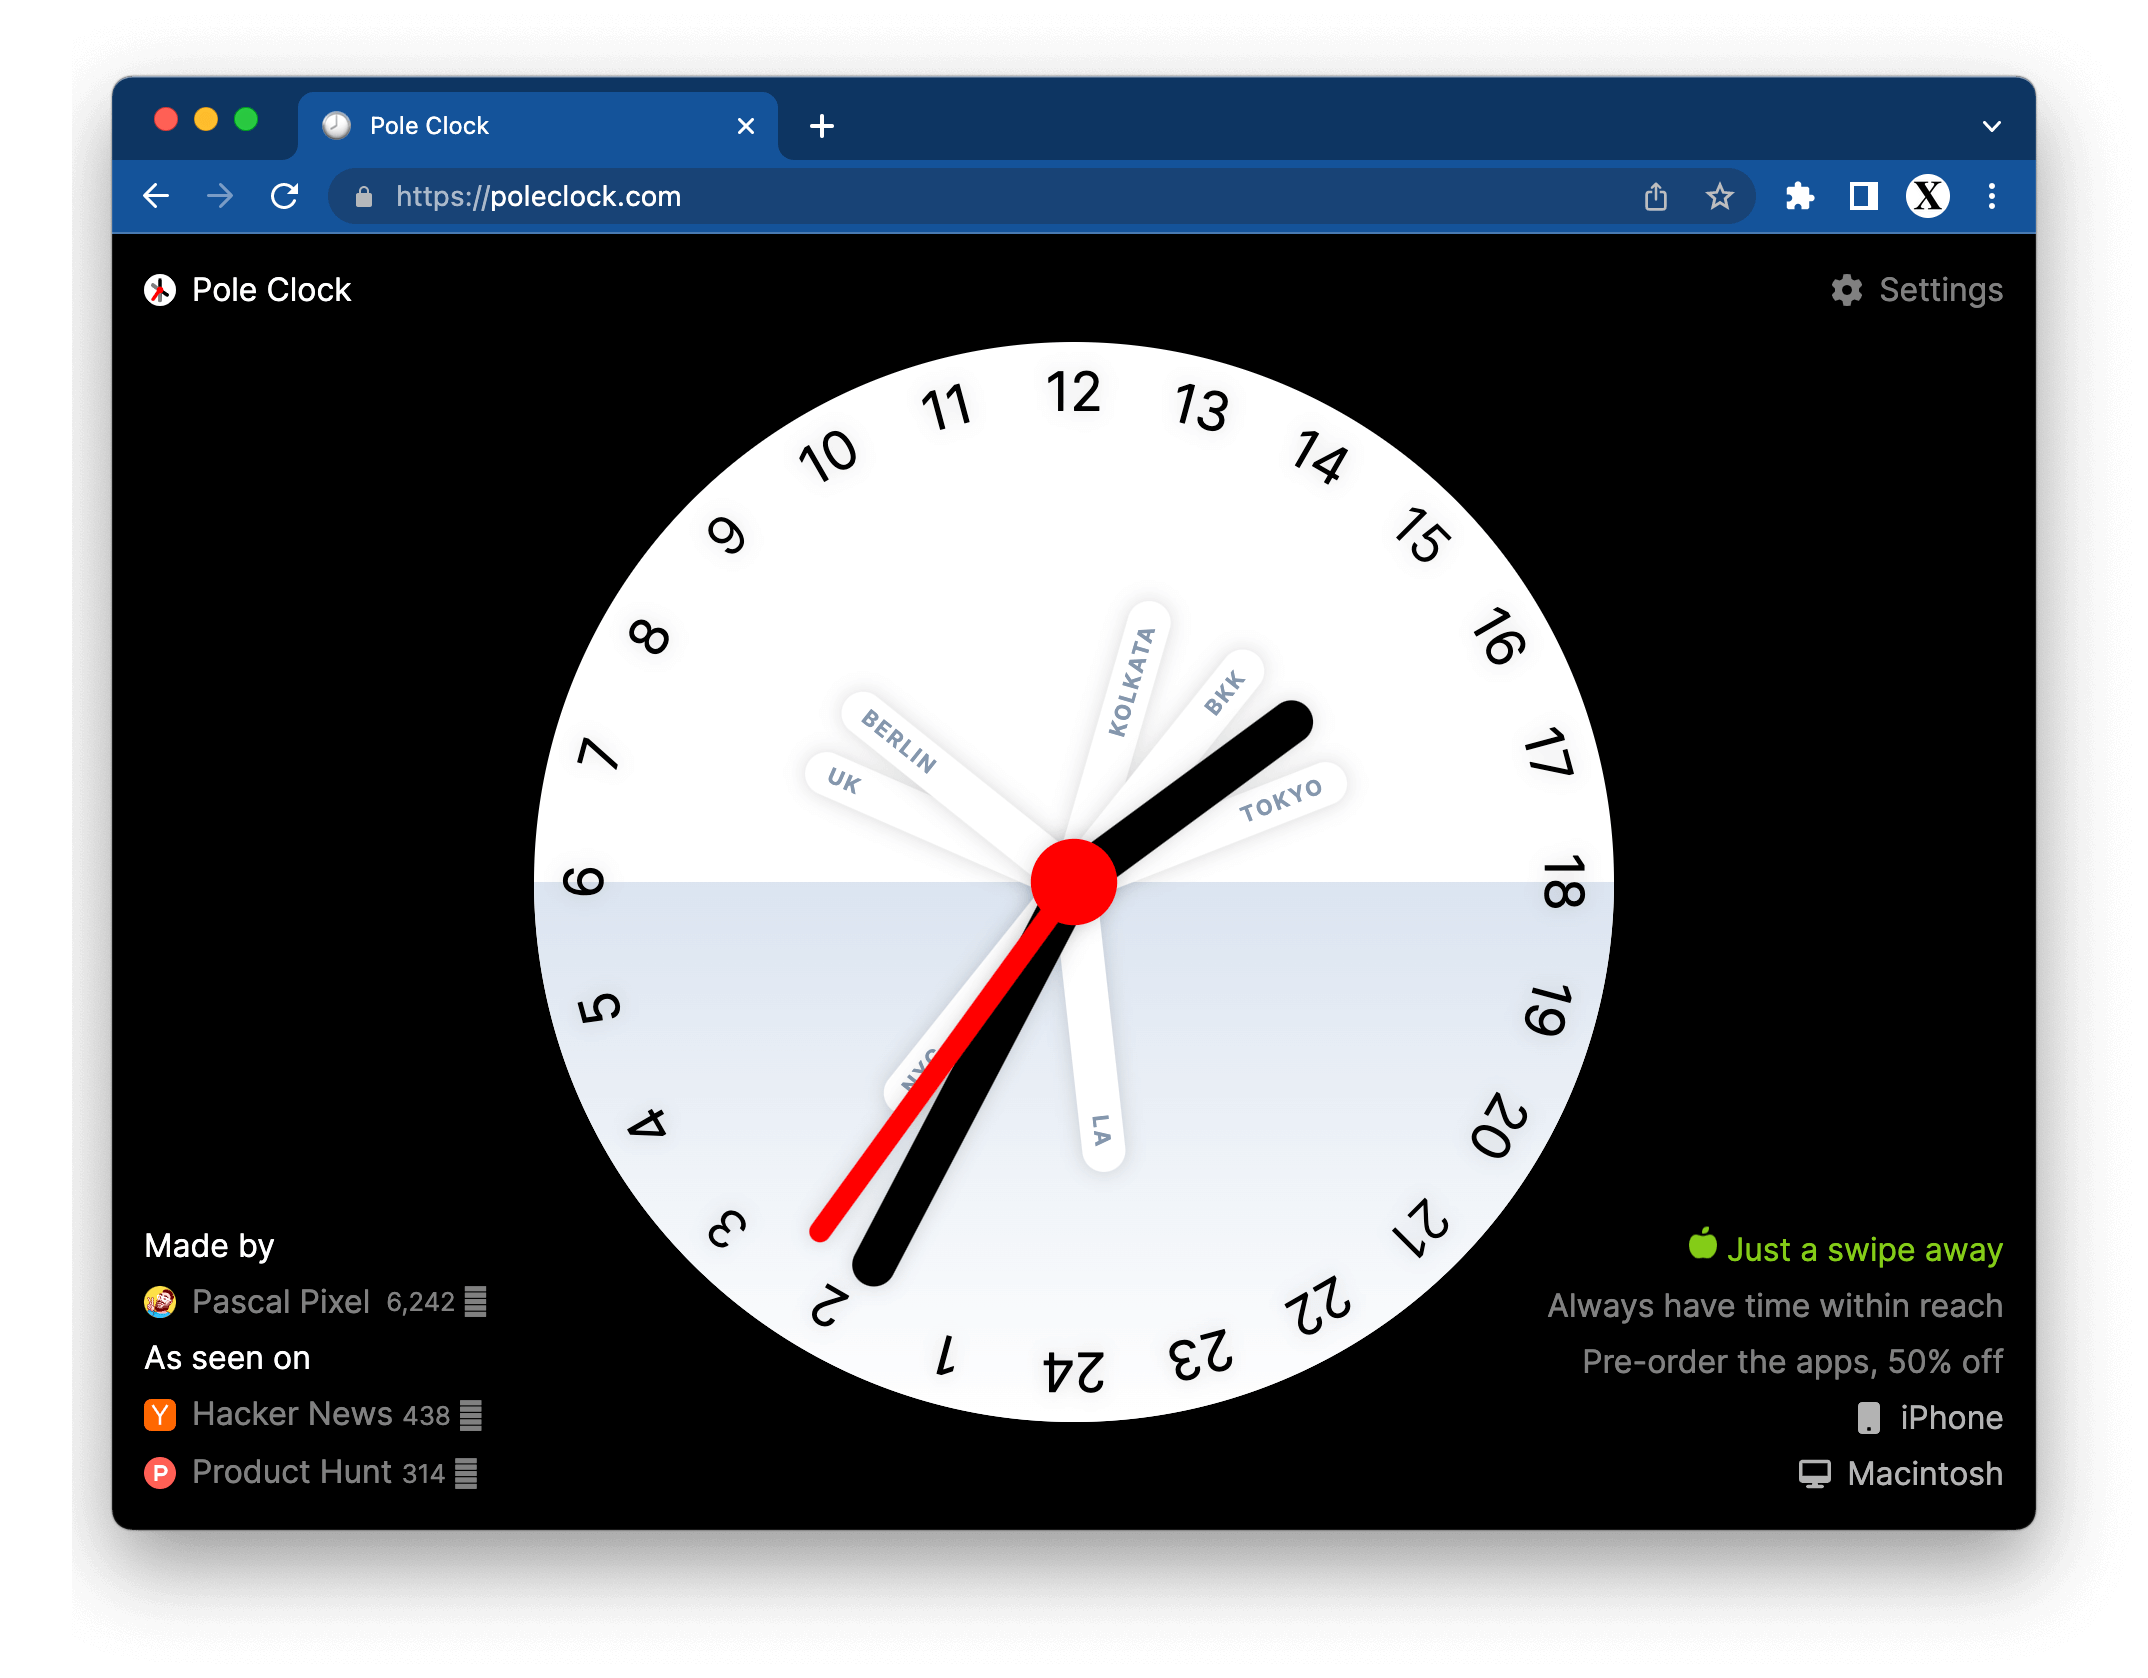 Pole Clock
https://poleclock.com
X
Pole Clock
Settings
12
13
14
15
16
17
18
19
20
21
22
23
24
1
2
3
4
5
6
7
8
9
10
11
KOLKATA
BKK
TOKYO
BERLIN
UK
NYC
LA
Made by
Pascal Pixel 6,242
As seen on
Y Hacker News 438
P Product Hunt 314
Just a swipe away
Always have time within reach
Pre-order the apps, 50% off
iPhone
Macintosh